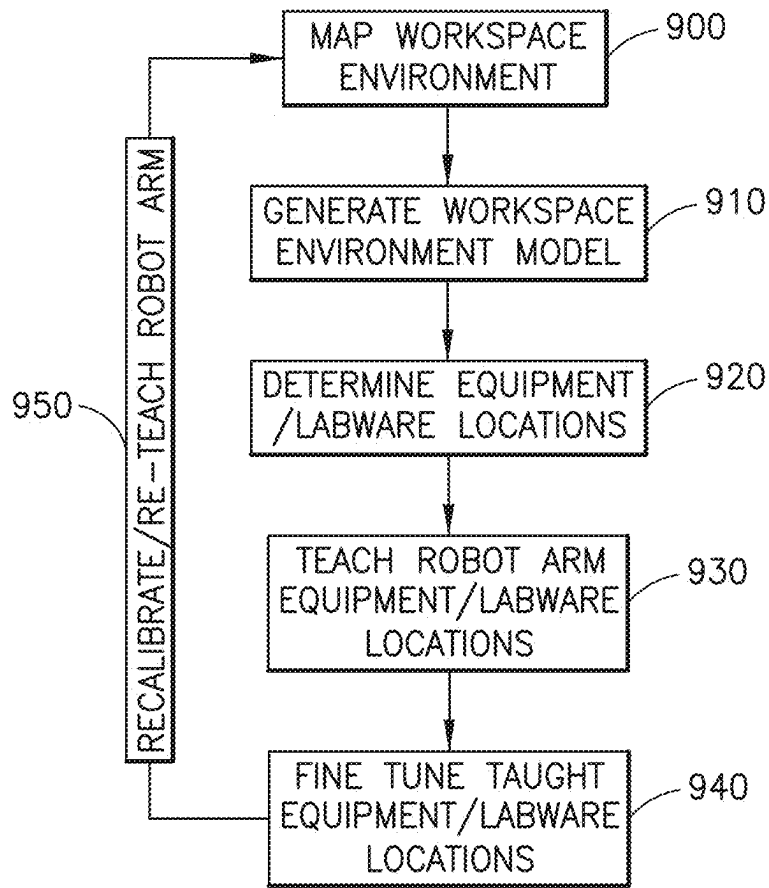 MAP WORKSPACE
ENVIRONMENT
900
GENERATE WORKSPACE
ENVIRONMENT MODEL
910
DETERMINE EQUIPMENT
/LABWARE LOCATIONS
920
TEACH ROBOT ARM
EQUIPMENT/LABWARE
LOCATIONS
930
FINE TUNE TAUGHT
EQUIPMENT/LABWARE
LOCATIONS
940
950
RECALIBRATE/RE-TEACH ROBOT ARM